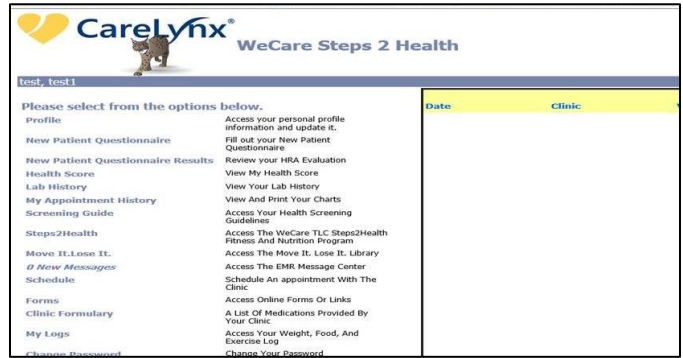 CareLynx®
WeCare Steps 2 Health
test, test1
Please select from the options below.
Date Clinic
Profile Access your personal profile
information and update it.
New Patient Questionnaire Fill out your New Patient
Questionnaire
New Patient Questionnaire Results Review your HRA Evaluation
Health Score View My Health Score
Lab History View Your Lab History
My Appointment History View And Print Your Charts
Screening Guide Access Your Health Screening
Guidelines
Steps2Health Access The WeCare TLC Steps2Health
Fitness And Nutrition Program
Move It.Lose It. Access The Move It. Lose It. Library
0 New Messages Access The EMR Message Center
Schedule Schedule An appointment With The
Clinic
Forms Access Online Forms Or Links
Clinic Formulary A List Of Medications Provided By
Your Clinic
My Logs Access Your Weight, Food, And
Exercise Log
Change Password Change Your Password